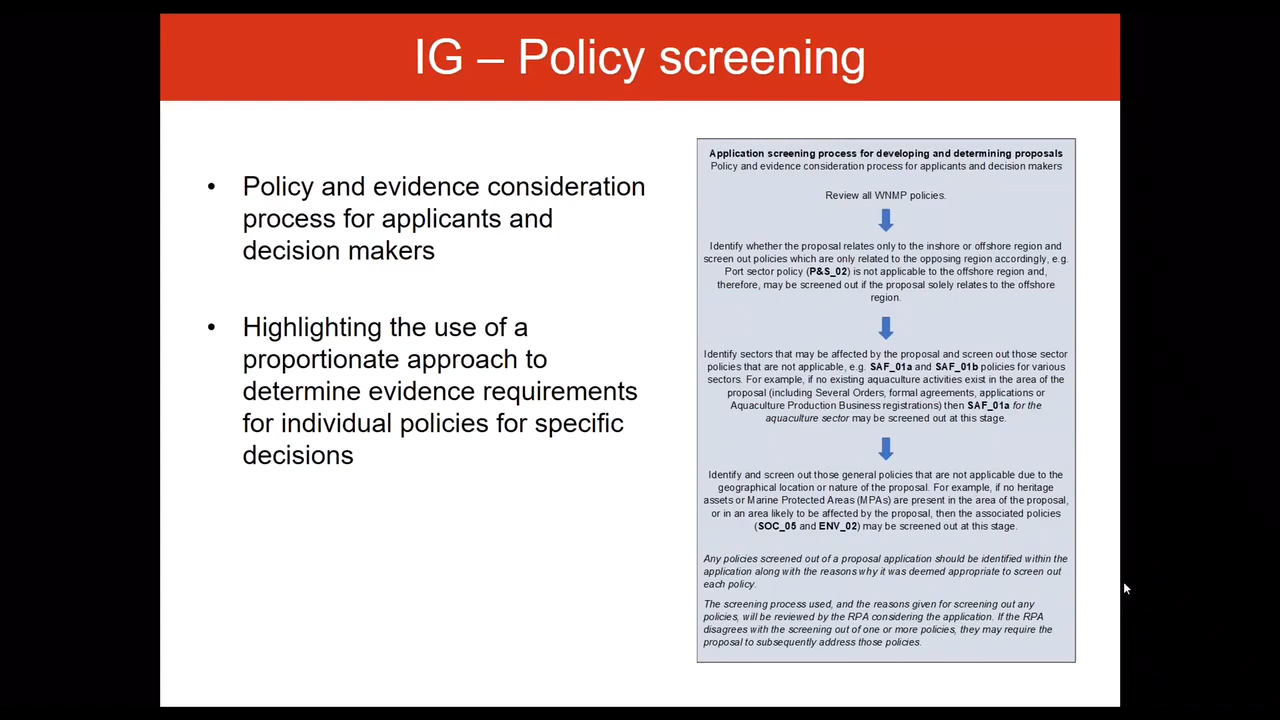 IG – Policy screening
• Policy and evidence consideration
process for applicants and
decision makers
• Highlighting the use of a
proportionate approach to
determine evidence requirements
for individual policies for specific
decisions
Application screening process for developing and determining proposals
Policy and evidence consideration process for applicants and decision makers
Review all WNMP policies.
Identify whether the proposal relates only to the inshore or offshore region and
screen out policies which are only related to the opposing region accordingly, e.g.
Port sector policy (P&S_02) is not applicable to the offshore region and,
therefore, may be screened out if the proposal solely relates to the offshore
region.
Identify sectors that may be affected by the proposal and screen out those sector
policies that are not applicable, e.g. SAF_01a and SAF_01b policies for various
sectors. For example, if no existing aquaculture activities exist in the area of the
proposal (including Several Orders, formal agreements, applications or
Aquaculture Production Business registrations) then SAF_01a for the
aquaculture sector may be screened out at this stage.
Identify and screen out those general policies that are not applicable due to the
geographical location or nature of the proposal. For example, if no heritage
assets or Marine Protected Areas (MPAs) are present in the area of the proposal,
or in an area likely to be affected by the proposal, then the associated policies
(SOC_05 and ENV_02) may be screened out at this stage.
Any policies screened out of a proposal application should be identified within the
application along with the reasons why it was deemed appropriate to screen out
each policy.
The screening process used, and the reasons given for screening out any
policies, will be reviewed by the RPA considering the application. If the RPA
disagrees with the screening out of one or more policies, they may require the
proposal to subsequently address those policies.